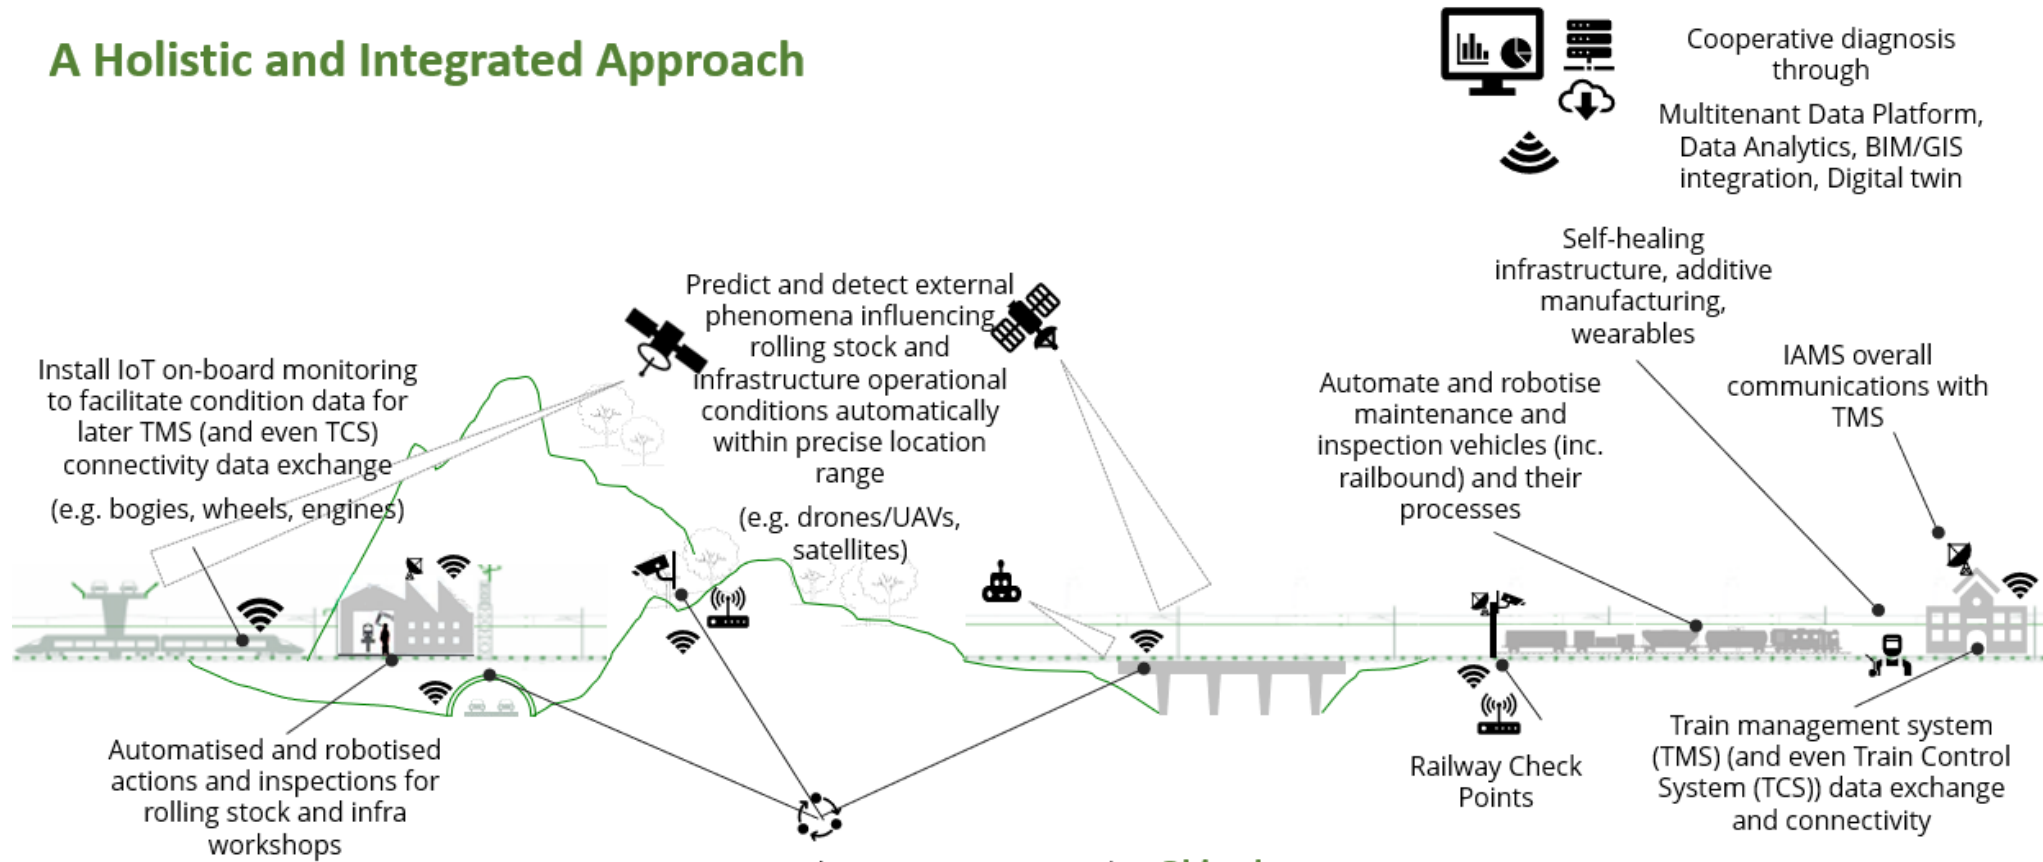 A Holistic and Integrated Approach
Cooperative diagnosis
through
Multitenant Data Platform,
Data Analytics, BIM/GIS
integration, Digital twin
Self-healing
infrastructure, additive
manufacturing,
wearables
IAMS overall
communications with
TMS
Predict and detect external
phenomena influencing
rolling stock and
infrastructure operational
conditions automatically
within precise location
range
(e.g. drones/UAVs,
satellites)
Install IoT on-board monitoring
to facilitate condition data for
later TMS (and even TCS)
connectivity data exchange
(e.g. bogies, wheels, engines)
Automate and robotise
maintenance and
inspection vehicles (inc.
railbound) and their
processes
Automatised and robotised
actions and inspections for
rolling stock and infra
workshops
Railway Check
Points
Train management system
(TMS) (and even Train Control
System (TCS)) data exchange
and connectivity